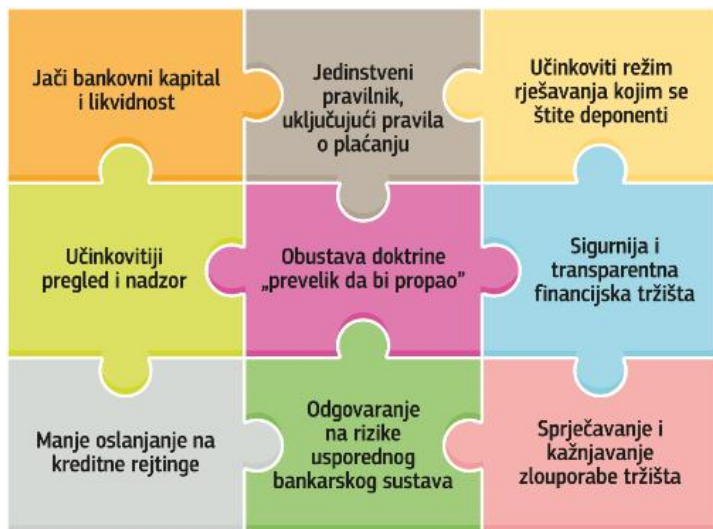 Jači bankovni kapital
i likvidnost
Jedinstveni
pravilnik,
uključujući pravila
o plaćanju
Učinkoviti režim
rješavanja kojim se
štite deponenti
Učinkovitiji
pregled i nadzor
Obustava doktrine
„prevelik da bi propao”
Sigurnija i
transparentna
financijska tržišta
Manje oslanjanje na
kreditne rejtinge
Odgovaranje
na rizike
usporednog
bankarskog sustava
Sprječavanje i
kažnjavanje
zlouporabe tržišta